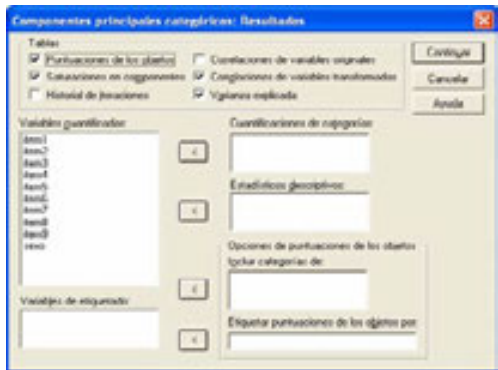 Componentes principales categóricos: Resultados
Tablas
Puntuaciones de los objetos
Correlaciones de variables originales
Saturaciones en componentes
Correlaciones de variables transformadas
Historial de iteraciones
Varianza explicada
Continuar
Cancelar
Ayuda
Variables cuantificadas:
item1
item2
item3
item4
item5
item6
item7
item8
item9
sexo
<
Cuantificaciones de categorías:
<
Estadísticos descriptivos:
Opciones de puntuaciones de los objetos
Incluir categorías de:
<
Variables de etiquetado:
Etiquetar puntuaciones de los objetos por:
<